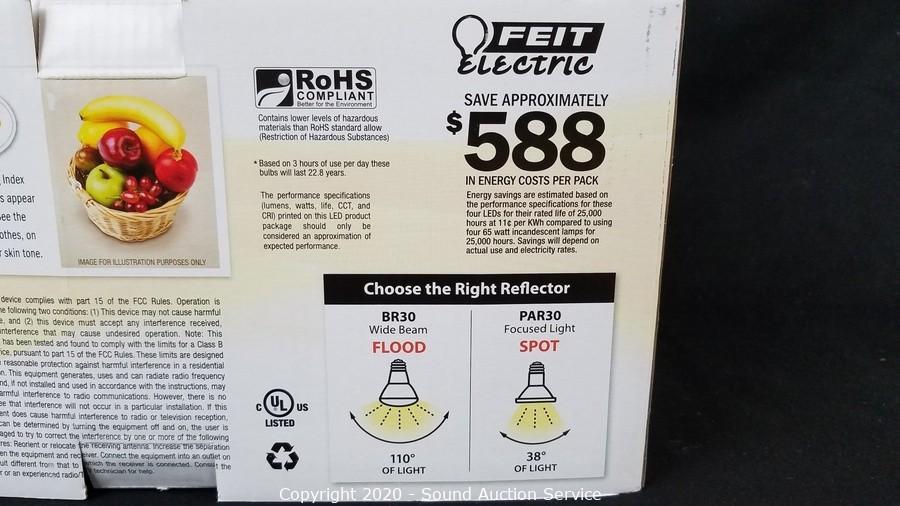 Index
s appear
See the
othes, on
r skin tone.
IMAGE FOR ILLUSTRATION PURPOSES ONLY
device complies with part 15 of the FCC Rules. Operation is
he following two conditions: (1) This device may not cause harmful
e, and (2) this device must accept any interference received,
interference that may cause undesired operation. Note: This
has been tested and found to comply with the limits for a Class B
ice, pursuant to part 15 of the FCC Rules. These limits are designed
reasonable protection against harmful interference in a residential
n. This equipment generates, uses and can radiate radio frequency
nd, if not installed and used in accordance with the instructions, may
armful interference to radio communications. However, there is no
ee that interference will not occur in a particular installation. If this
ent does cause harmful interference to radio or television reception,
can be determined by turning the equipment off and on, the user is
aged to try to correct the interference by one or more of the following
res: Reorient or relocate the receiving antenna. Increase the separation
en the equipment and receiver. Connect the equipment into an outlet on
uit different from that to which the receiver is connected. Consult the
r or an experienced radio/T technician for help.
RoHS
COMPLIANT
Better for the Environment
Contains lower levels of hazardous
materials than RoHS standard allow
(Restriction of Hazardous Substances)
* Based on 3 hours of use per day these
bulbs will last 22.8 years.
The performance specifications
(lumens, watts, life, CCT, and
CRI) printed on this LED product
package should only be
considered an approximation of
expected performance.
C UL US
LISTED
FEIT
Electric
SAVE APPROXIMATELY
$588
IN ENERGY COSTS PER PACK
Energy savings are estimated based on
the performance specifications for these
four LEDs for their rated life of 25,000
hours at 11¢ per KWh compared to using
four 65 watt incandescent lamps for
25,000 hours. Savings will depend on
actual use and electricity rates.
Choose the Right Reflector
BR30
Wide Beam
FLOOD
110°
OF LIGHT
PAR30
Focused Light
SPOT
38°
OF LIGHT
Copyright 2020 - Sound Auction Service